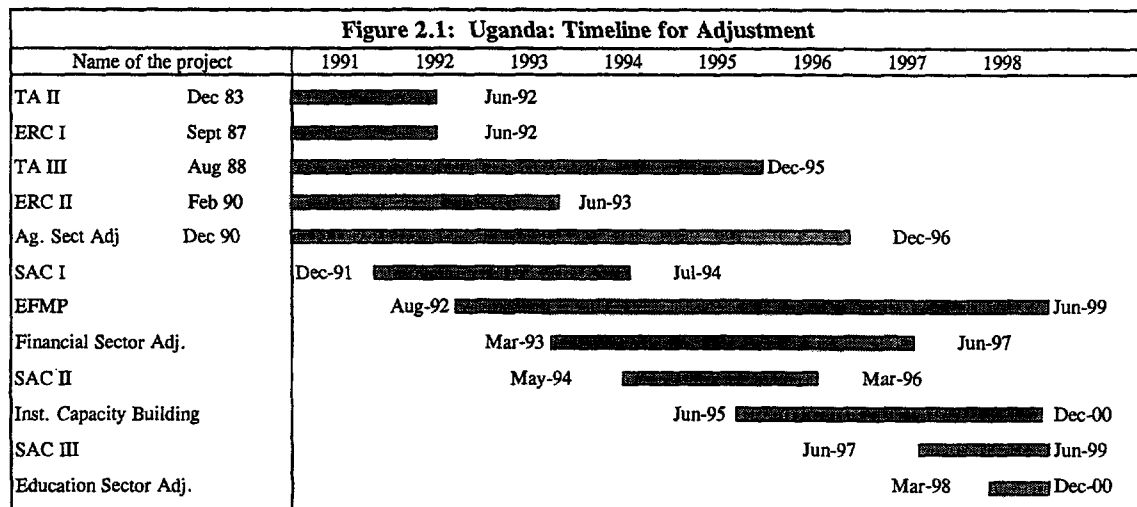 Figure 2.1: Uganda: Timeline for Adjustment
Name of the project 1991 1992 1993 1994 1995 1996 1997 1998
TA II Dec 83 Jun-92
ERC I Sept 87 Jun-92
TA III Aug 88 Dec-95
ERC II Feb 90 Jun-93
Ag. Sect Adj Dec 90 Dec-96
SAC I Dec-91 Jul-94
EFMP Aug-92 Jun-99
Financial Sector Adj. Mar-93 Jun-97
SAC II May-94 Mar-96
Inst. Capacity Building Jun-95 Dec-00
SAC III Jun-97 Jun-99
Education Sector Adj. Mar-98 Dec-00